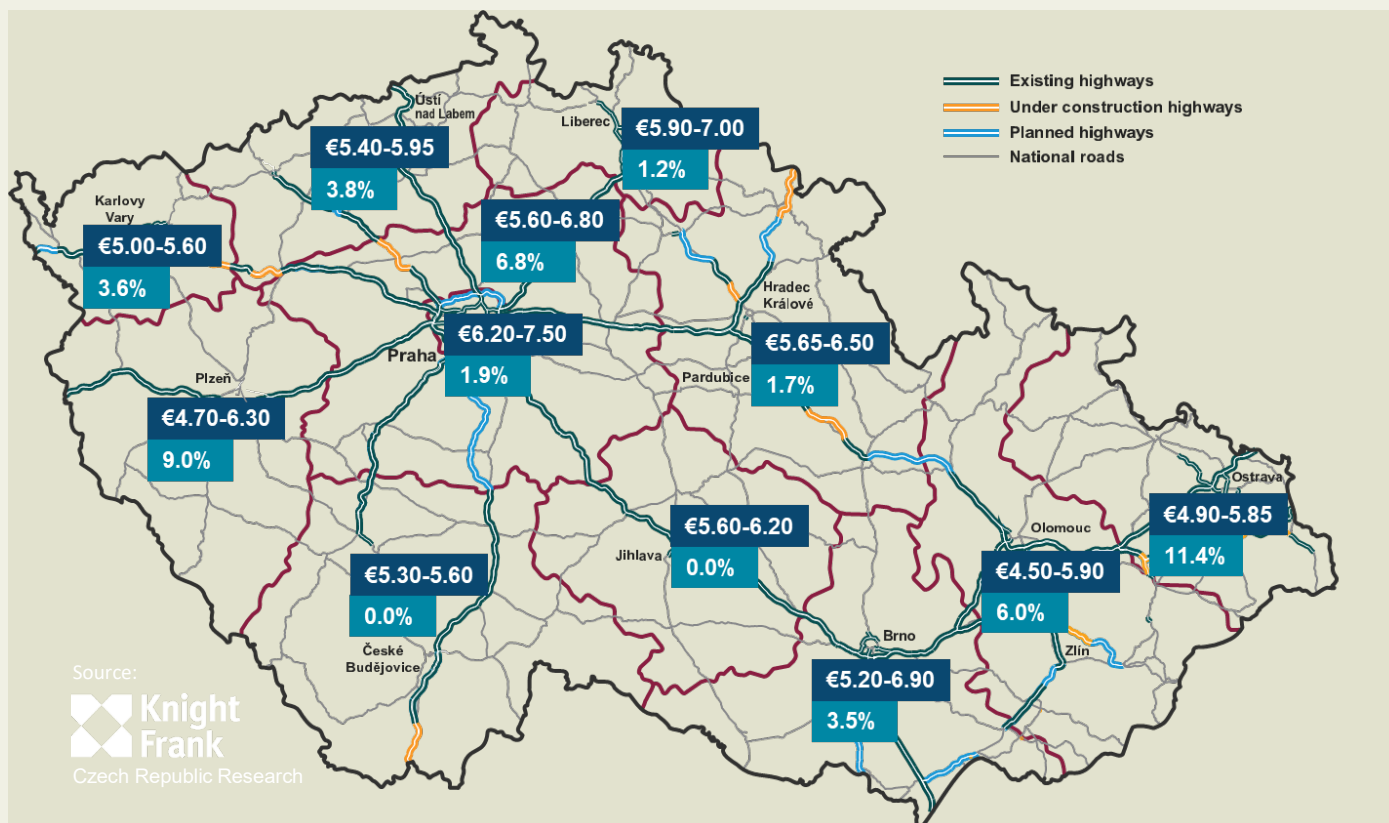 Existing highways
Under construction highways
Planned highways
National roads
Ústí
nad Labem
Liberec
€5.90-7.00
1.2%
€5.40-5.95
3.8%
Karlovy
Vary
€5.00-5.60
3.6%
€5.60-6.80
6.8%
Hradec
Králové
Praha
€6.20-7.50
1.9%
€5.65-6.50
1.7%
Pardubice
Plzeň
€4.70-6.30
9.0%
Ostrava
€4.90-5.85
11.4%
Olomouc
€5.60-6.20
0.0%
Jihlava
€4.50-5.90
6.0%
€5.30-5.60
0.0%
České
Budějovice
Brno
Zlín
€5.20-6.90
3.5%
Source:
Knight
Frank
Czech Republic Research